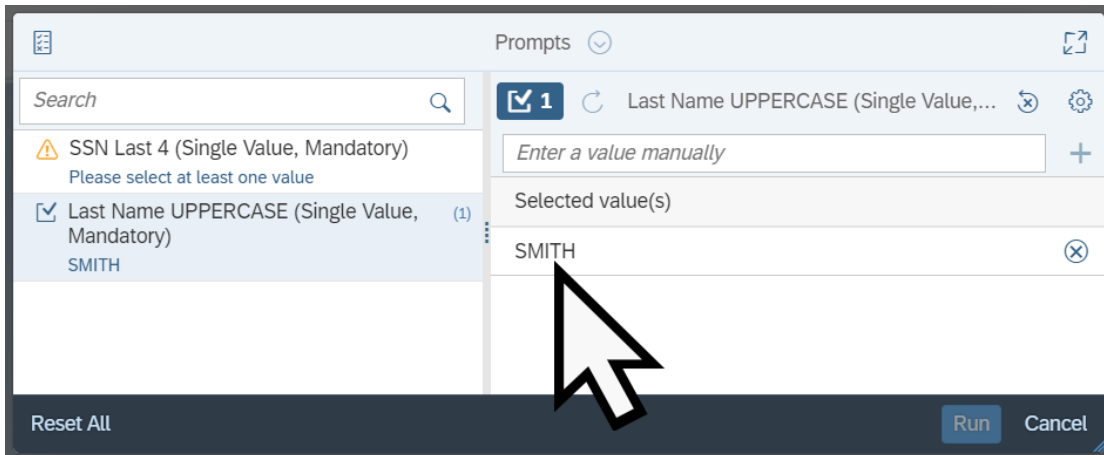 Prompts
Search
SSN Last 4 (Single Value, Mandatory)
Please select at least one value
Last Name UPPERCASE (Single Value, Mandatory)
(1)
SMITH
1
Last Name UPPERCASE (Single Value,...
Enter a value manually
Selected value(s)
SMITH
Reset All
Run
Cancel